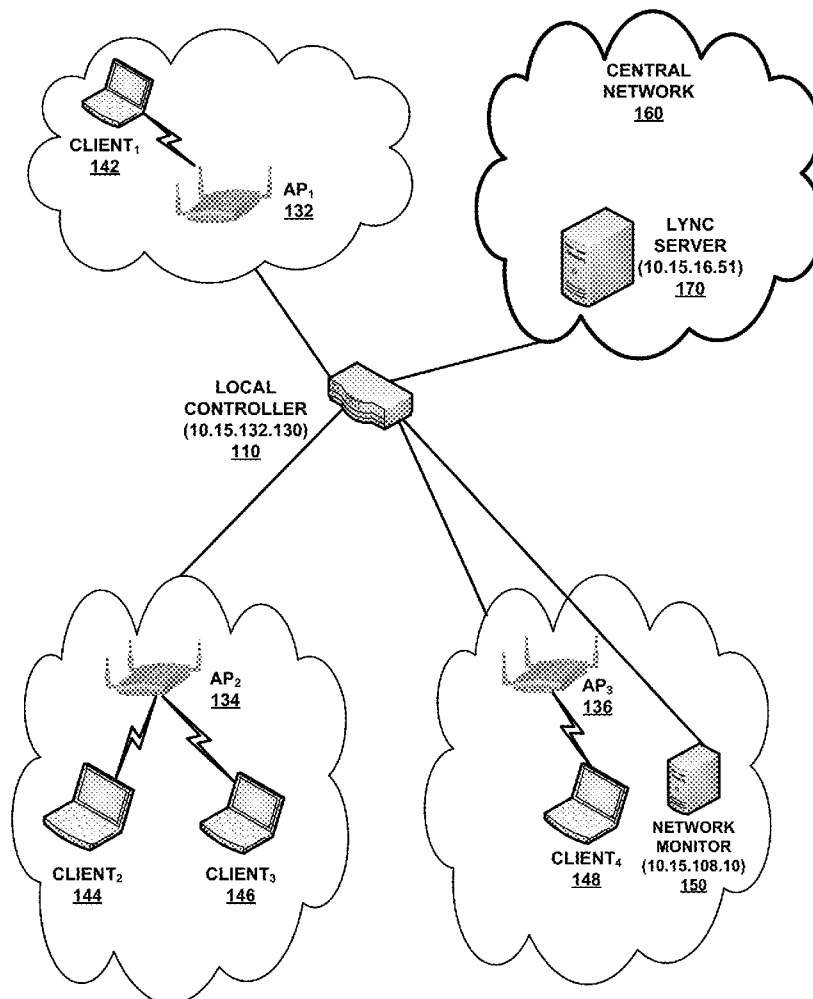 CLIENT₁
142
AP₁
132
CENTRAL
NETWORK
160
LYNC
SERVER
(10.15.16.51)
170
LOCAL
CONTROLLER
(10.15.132.130)
110
AP₂
134
CLIENT₂
144
CLIENT₃
146
AP₃
136
CLIENT₄
148
NETWORK
MONITOR
(10.15.108.10)
150